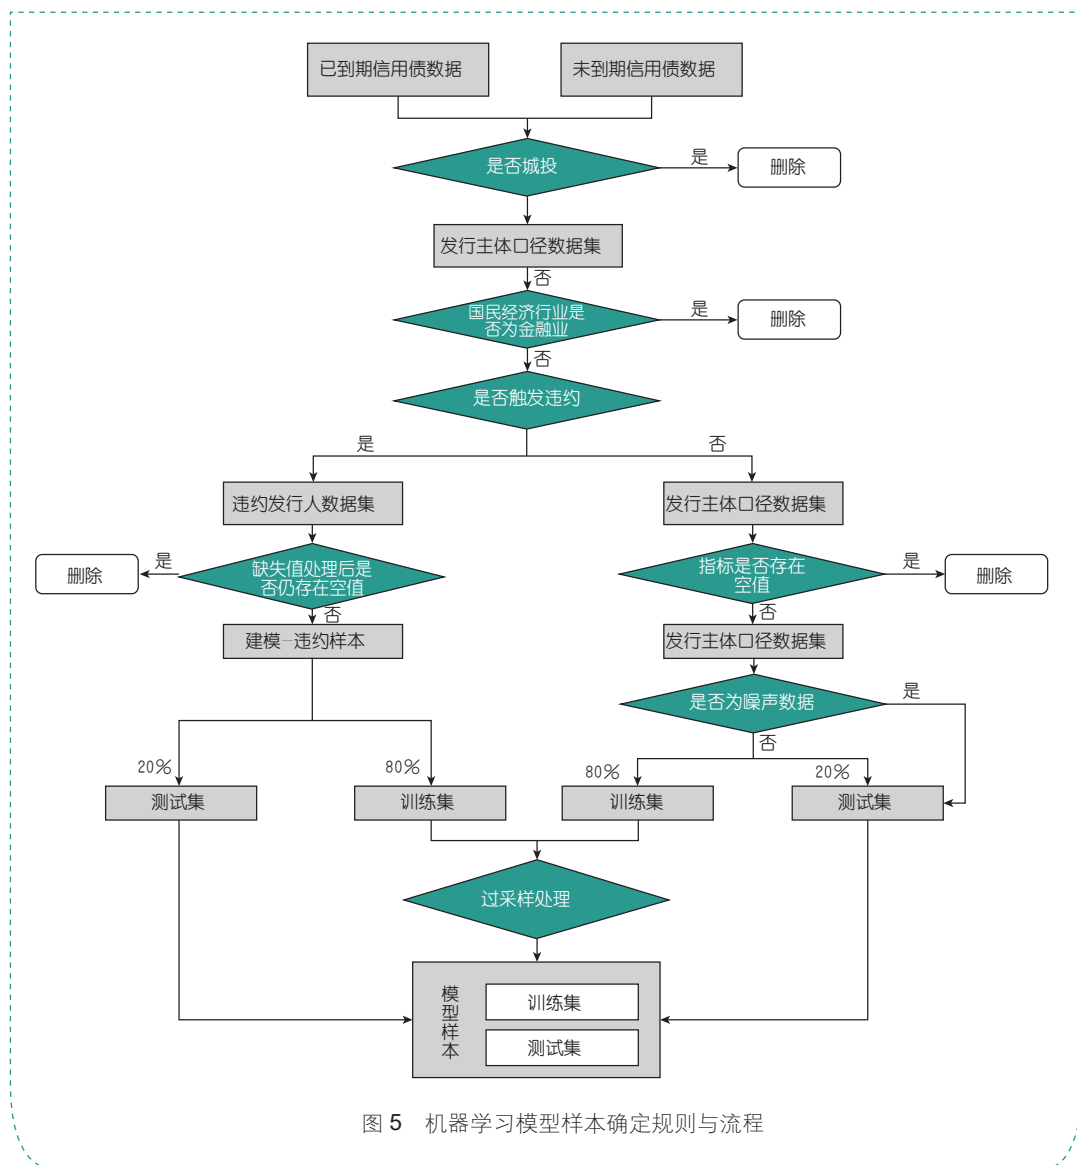 已到期信用债数据
未到期信用债数据
是否城投
是
删除
发行主体口径数据集
否
国民经济行业是
否为金融业
是
删除
否
是否触发违约
是
否
违约发行人数据集
发行主体口径数据集
缺失值处理后是
否仍存在空值
是
删除
指标是否存在
空值
是
删除
否
否
建模—违约样本
发行主体口径数据集
是否为噪声数据
是
否
20%
80%
80%
20%
测试集
训练集
训练集
测试集
过采样处理
模型样本
训练集
测试集
图 5 机器学习模型样本确定规则与流程